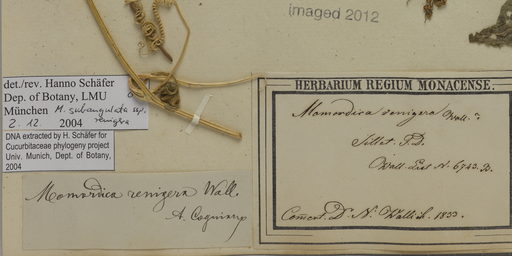 imaged 2012
det./rev. Hanno Schäfer
Dep. of Botany, LMU
München M. subangulata ssp.
2. 12. 2004 renigera
DNA extracted by H. Schäfer for
Cucurbitaceae phylogeny project
Univ. Munich, Dept. of Botany,
2004
Momordica renigera Wall.
A. Cogniaux
HERBARIUM REGIUM MONACENSE.
Momordica renigera Wall.
Sillet. F.D.
Wall List N. 6743. B.
Comm. D. N. Wallich. 1833.